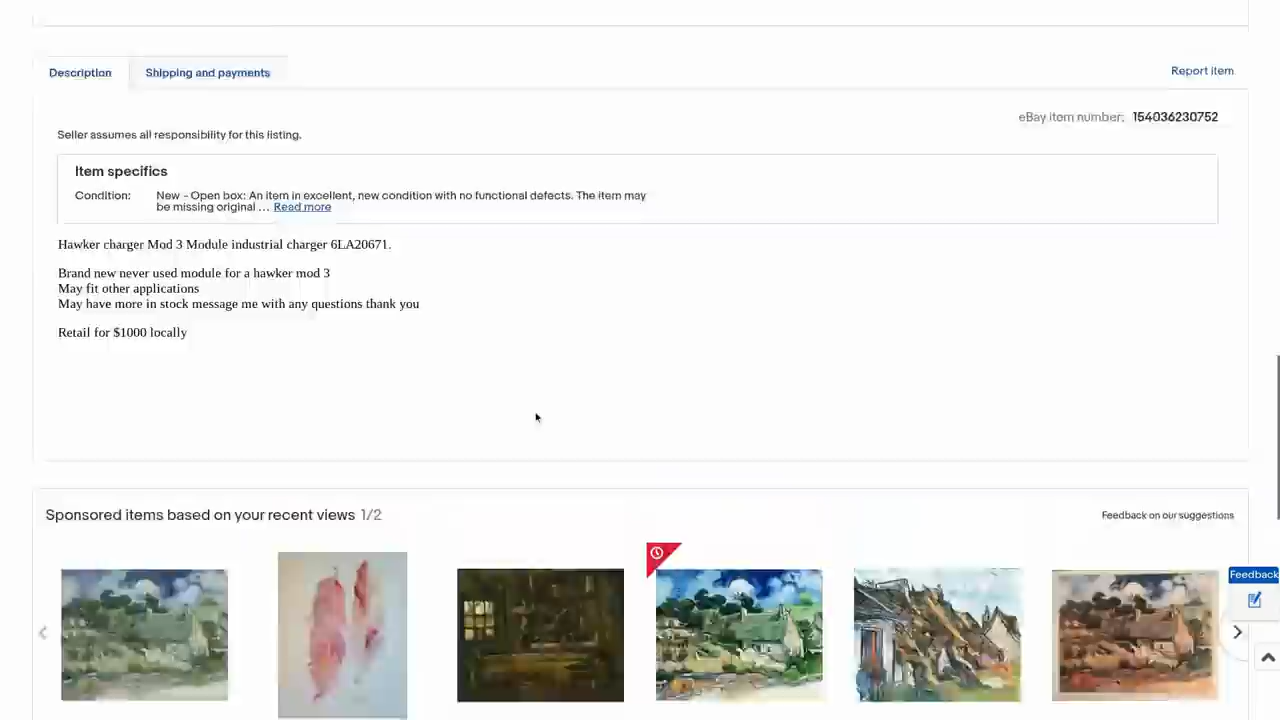 Description
Shipping and payments
Report item
eBay item number: 154036230752
Seller assumes all responsibility for this listing.
Item specifics
Condition: New - Open box: An item in excellent, new condition with no functional defects. The item may
be missing original ... Read more
Hawker charger Mod 3 Module industrial charger 6LA20671.
Brand new never used module for a hawker mod 3
May fit other applications
May have more in stock message me with any questions thank you
Retail for $1000 locally
Sponsored items based on your recent views 1/2
Feedback on our suggestions
Feedback